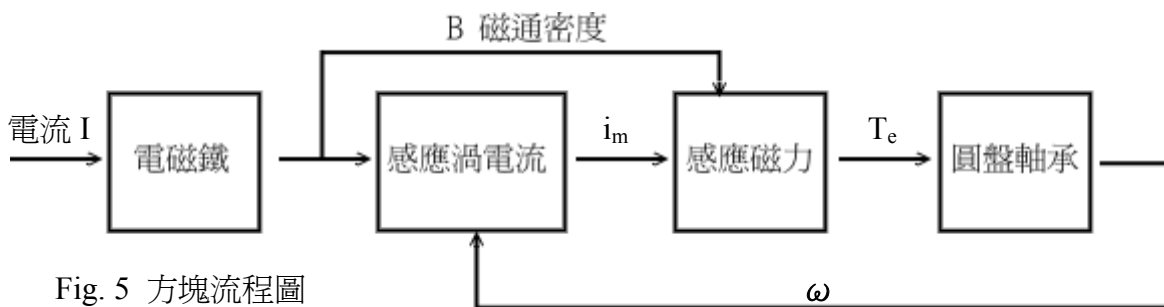 B 磁通密度
電流 I
電磁鐵
感應渦電流
i_m
感應磁力
T_e
圓盤軸承
Fig. 5 方塊流程圖
ω